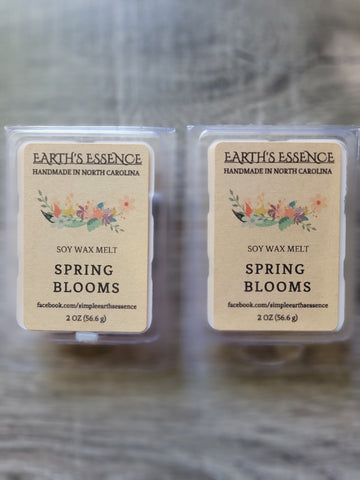 EARTH'S ESSENCE
HANDMADE IN NORTH CAROLINA
SOY WAX MELT
SPRING
BLOOMS
facebook.com/simpleearthsessence
2 OZ (56.6 g)
EARTH'S ESSENCE
HANDMADE IN NORTH CAROLINA
SOY WAX MELT
SPRING
BLOOMS
facebook.com/simpleearthsessence
2 OZ (56.6 g)